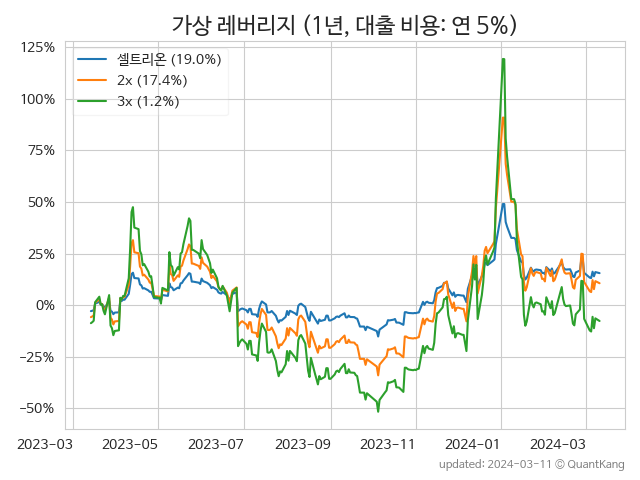 가상 레버리지 (1년, 대출 비용: 연 5%)
125%
100%
75%
50%
25%
0%
−25%
−50%
셀트리온 (19.0%)
2x (17.4%)
3x (1.2%)
2023-03 2023-05 2023-07 2023-09 2023-11 2024-01 2024-03
updated: 2024-03-11 © QuantKang